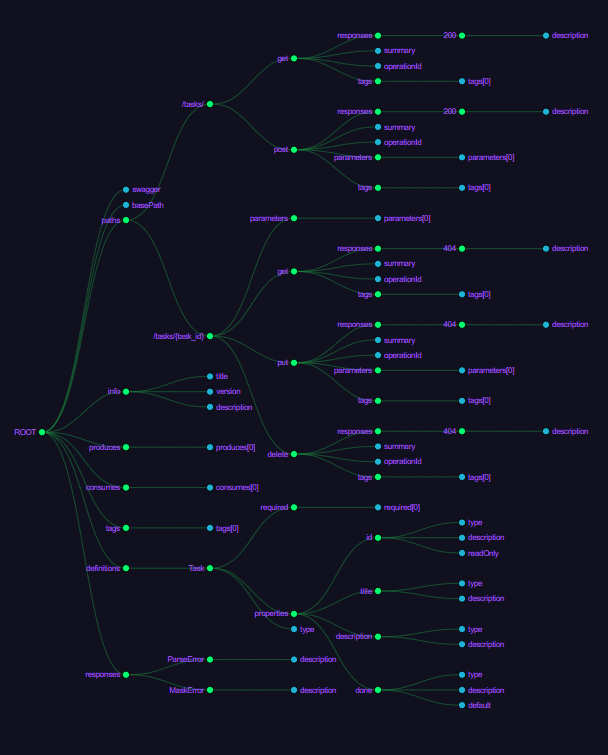 responses 200 description
get summary
operationId
tags tags[0]
/tasks/
responses 200 description
summary
operationId
post
parameters parameters[0]
tags tags[0]
swagger
basePath
paths
parameters parameters[0]
responses 404 description
summary
get
operationId
tags tags[0]
responses 404 description
/tasks/{task_id}
summary
operationId
put
parameters parameters[0]
title
info version
tags tags[0]
description
ROOT
responses 404 description
produces produces[0]
summary
delete
operationId
tags tags[0]
consumes consumes[0]
required required[0]
type
tags tags[0]
id description
readOnly
definitions Task
type
title
description
properties
type
type
description
description
ParseError description
responses
type
MaskError description
done description
default